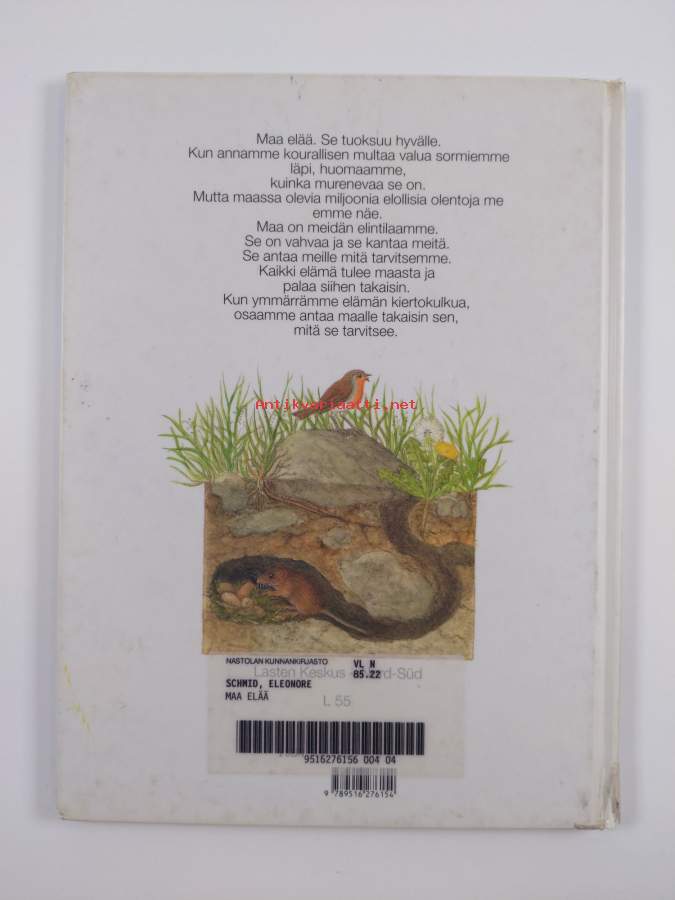 Maa elää. Se tuoksuu hyvälle.
Kun annamme kourallisen multaa valua sormiemme
läpi, huomaamme,
kuinka murenevaa se on.
Mutta maassa olevia miljoonia elollisia olentoja me
emme näe.
Maa on meidän elintilaamme.
Se on vahvaa ja se kantaa meitä.
Se antaa meille mitä tarvitsemme.
Kaikki elämä tulee maasta ja
palaa siihen takaisin.
Kun ymmärrämme elämän kiertokulkua,
osaamme antaa maalle takaisin sen,
mitä se tarvitsee.
Antikvariaatti.net
NASTOLAN KUNNANKIRJASTO VL N
Lasten Keskus 85.22 rd-Süd
SCHMID, ELEONORE
MAA ELÄÄ
L 55
9516276156 004 04
9 789516 276154